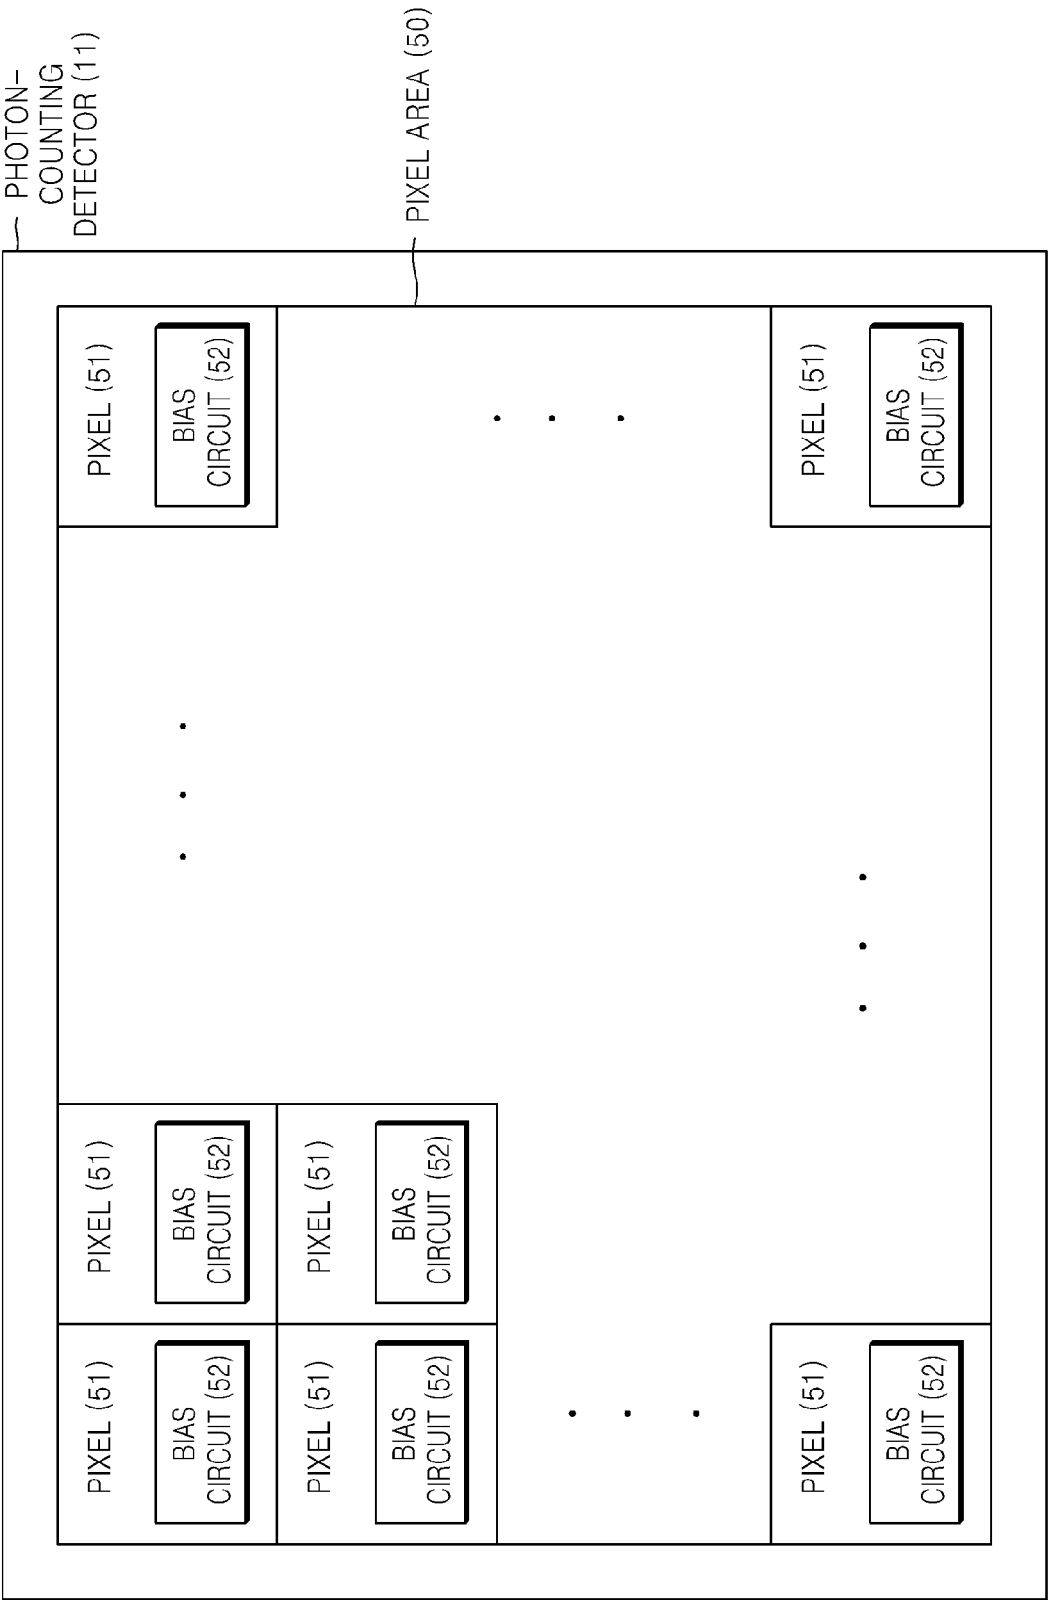 PHOTON-
COUNTING
DETECTOR (11)
PIXEL AREA (50)
PIXEL (51)
BIAS
CIRCUIT (52)
PIXEL (51)
BIAS
CIRCUIT (52)
PIXEL (51)
BIAS
CIRCUIT (52)
PIXEL (51)
BIAS
CIRCUIT (52)
PIXEL (51)
BIAS
CIRCUIT (52)
PIXEL (51)
BIAS
CIRCUIT (52)
PIXEL (51)
BIAS
CIRCUIT (52)